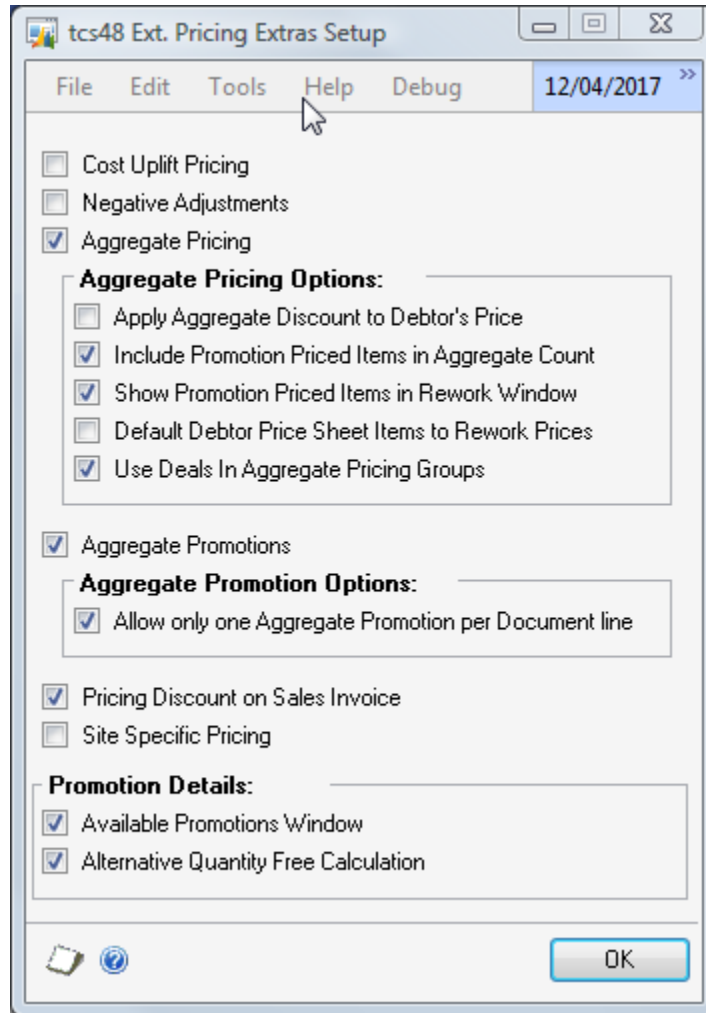 tcs48 Ext. Pricing Extras Setup
File Edit Tools Help Debug 12/04/2017 »
Cost Uplift Pricing
Negative Adjustments
Aggregate Pricing
Aggregate Pricing Options:
Apply Aggregate Discount to Debtor's Price
Include Promotion Priced Items in Aggregate Count
Show Promotion Priced Items in Rework Window
Default Debtor Price Sheet Items to Rework Prices
Use Deals In Aggregate Pricing Groups
Aggregate Promotions
Aggregate Promotion Options:
Allow only one Aggregate Promotion per Document line
Pricing Discount on Sales Invoice
Site Specific Pricing
Promotion Details:
Available Promotions Window
Alternative Quantity Free Calculation
OK